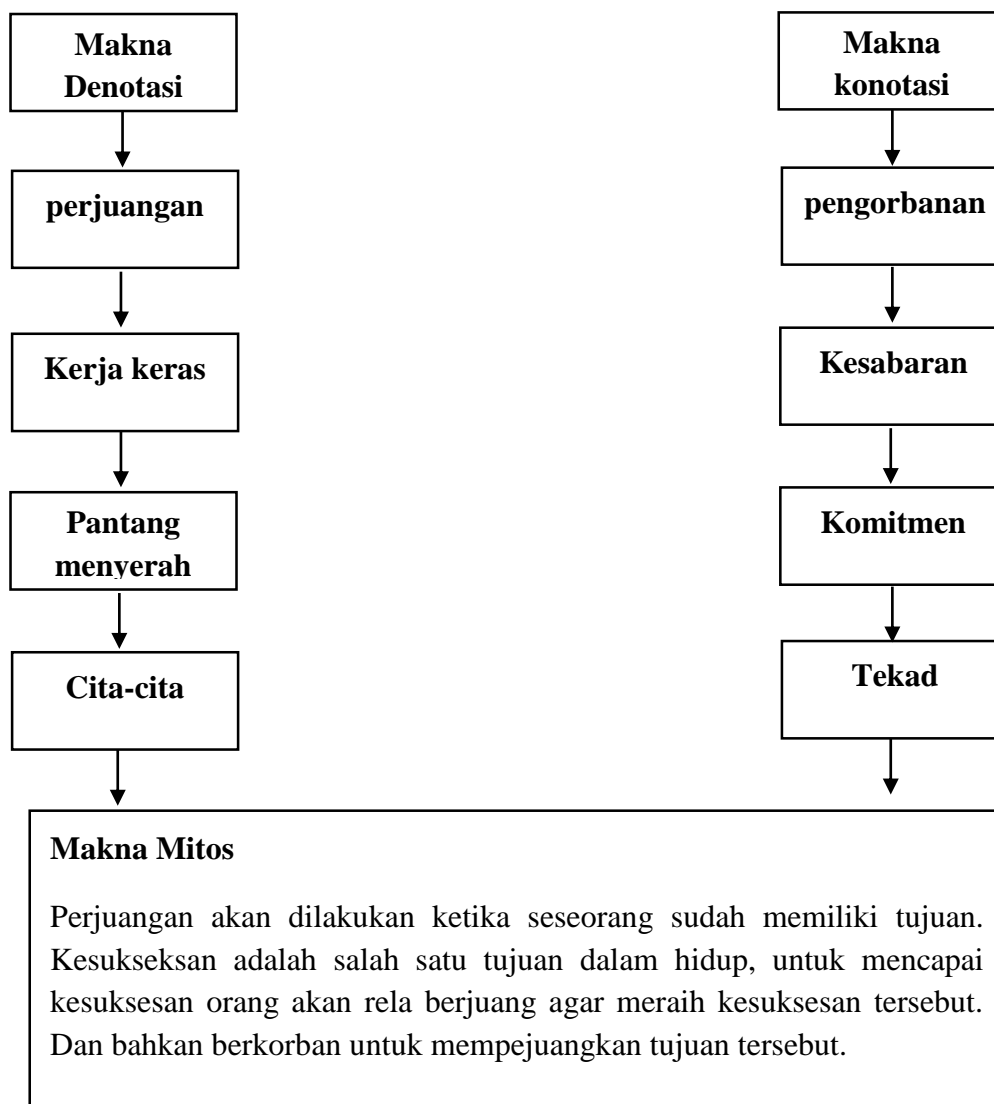 Makna
Denotasi
perjuangan
Kerja keras
Pantang
menyerah
Cita-cita
Makna
konotasi
pengorbanan
Kesabaran
Komitmen
Tekad
Makna Mitos
Perjuangan akan dilakukan ketika seseorang sudah memiliki tujuan.
Kesukseksan adalah salah satu tujuan dalam hidup, untuk mencapai
kesuksesan orang akan rela berjuang agar meraih kesuksesan tersebut.
Dan bahkan berkorban untuk mempejuangkan tujuan tersebut.